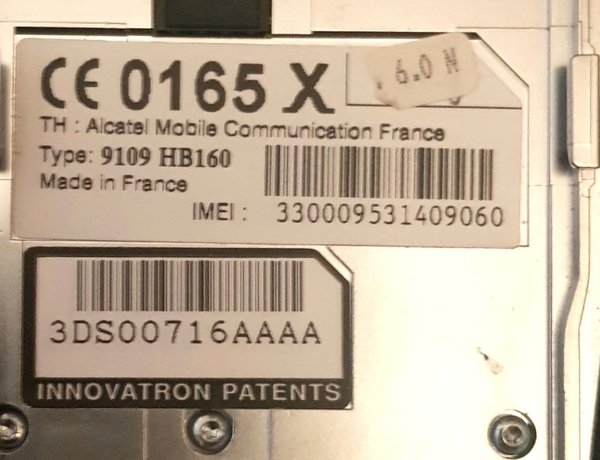 CE 0165 X
6.0 N
TH : Alcatel Mobile Communication France
Type: 9109 HB160
Made in France
IMEI : 330009531409060
3DS00716AAAA
INNOVATRON PATENTS